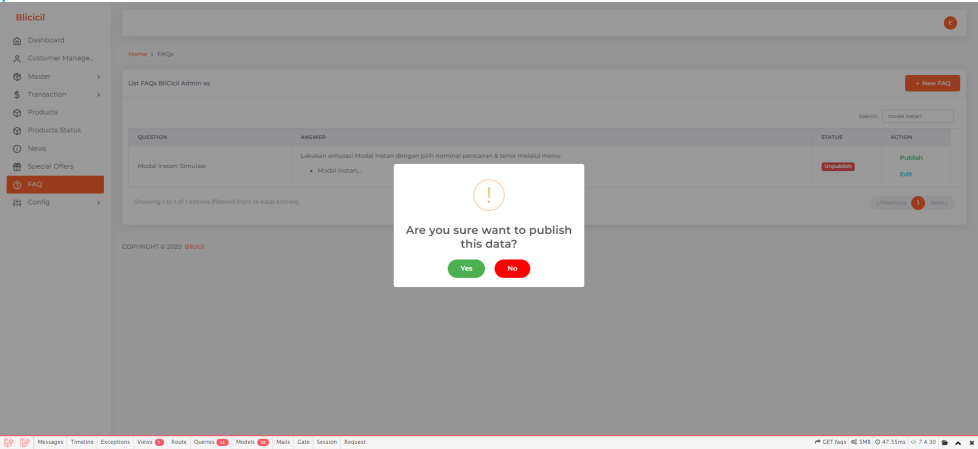 Blicicil
E
Dashboard
Customer Manage...
Master
Transaction
Products
Products Status
News
Special Offers
FAQ
Config
Home > FAQs
List FAQs BliCicil Admin as
+ New FAQ
Search: modal instan
QUESTION ANSWER STATUS ACTION
Modal Instan: Simulasi
Lakukan simulasi Modal Instan dengan pilih nominal pencairan & tenor melalui menu:
• Modal Instan....
Unpublish
Publish
Edit
Showing 1 to 1 of 1 entries (filtered from 14 total entries)
‹ Previous 1 Next ›
!
Are you sure want to publish
this data?
Yes No
COPYRIGHT © 2020 Blicicil
Messages Timeline Exceptions Views Route Queries Models Mails Gate Session Request
GET faqs 5MB 47.55ms 7.4.30